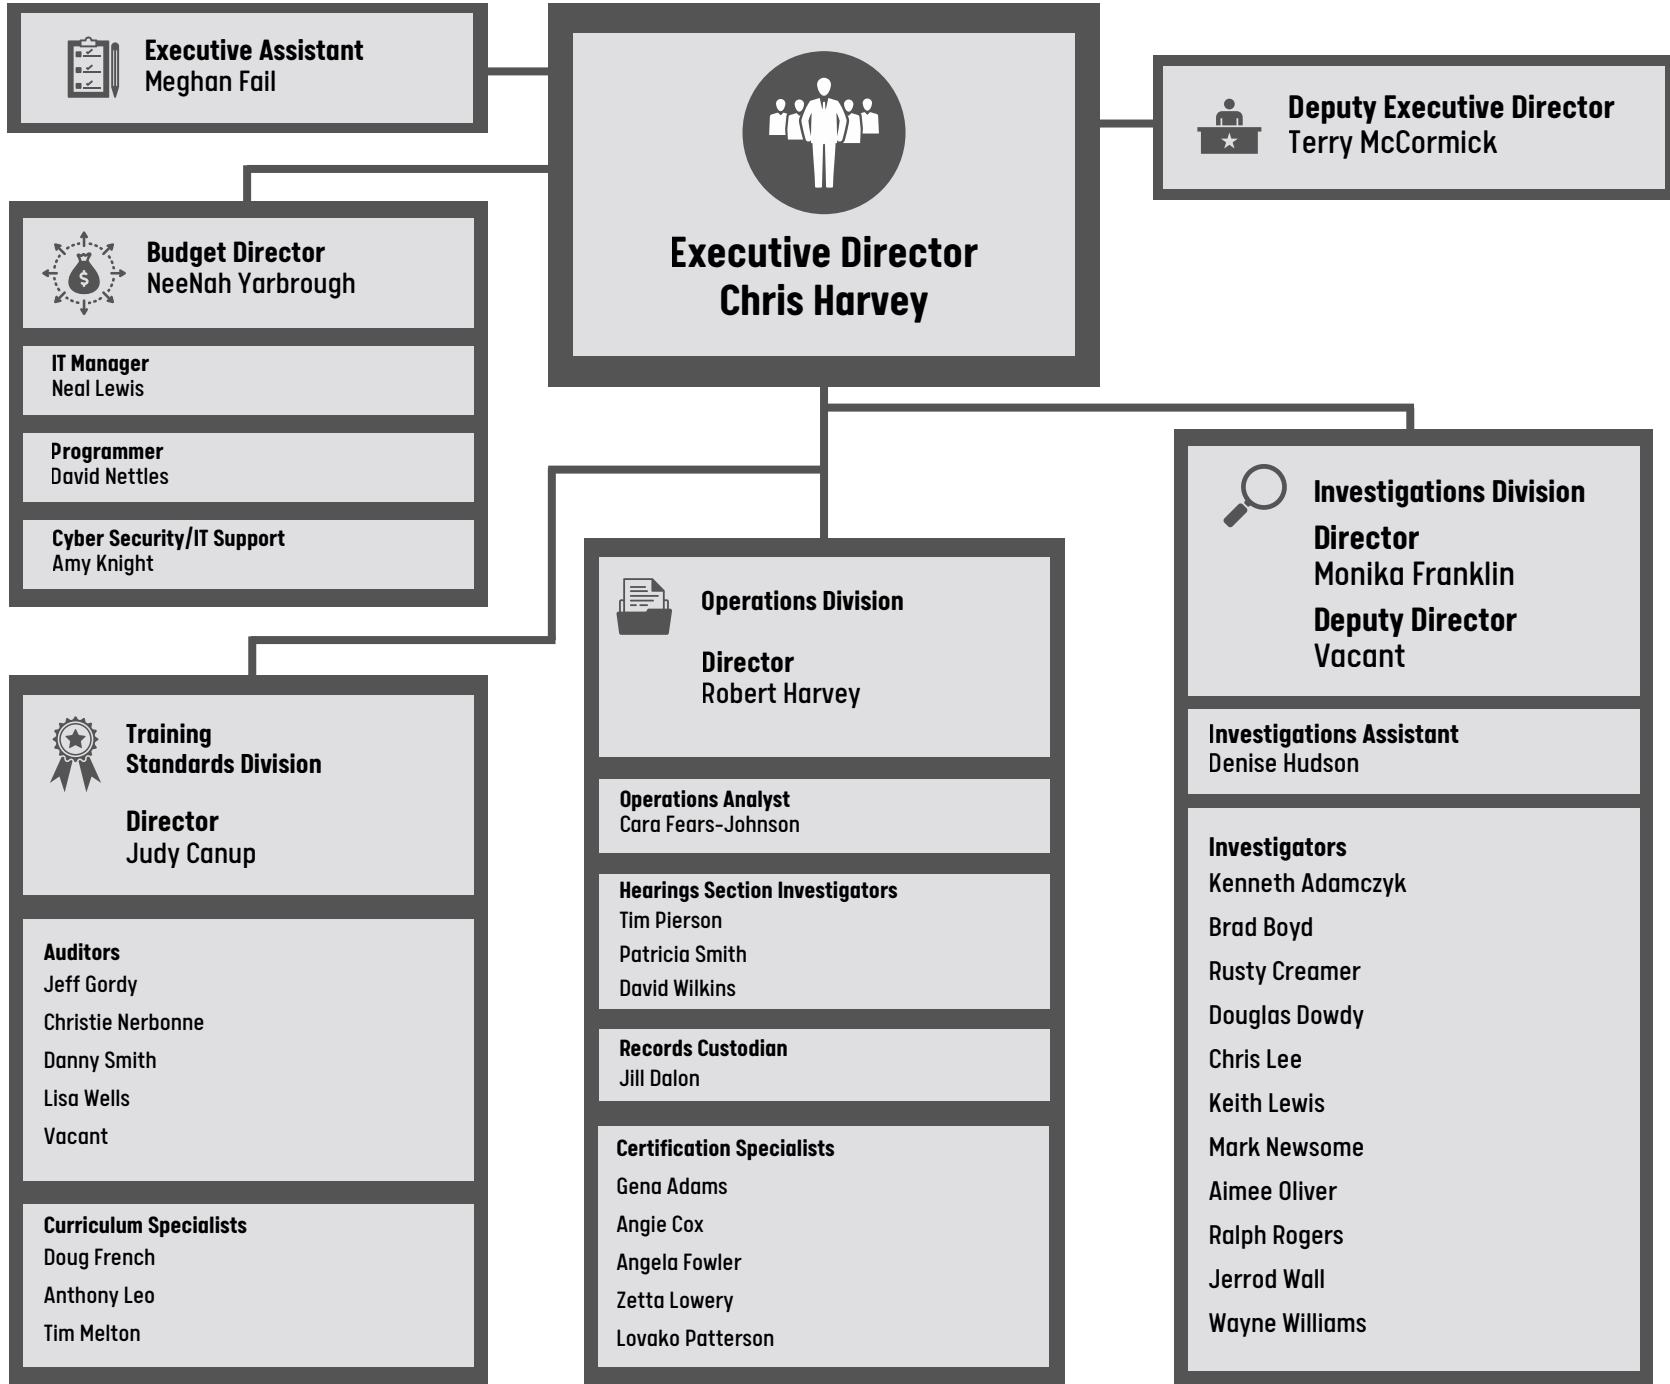 Executive Assistant
Meghan Fail
Executive Director
Chris Harvey
Deputy Executive Director
Terry McCormick
Budget Director
NeeNah Yarbrough
IT Manager
Neal Lewis
Programmer
David Nettles
Cyber Security/IT Support
Amy Knight
Training
Standards Division
Director
Judy Canup
Auditors
Jeff Gordy
Christie Nerbonne
Danny Smith
Lisa Wells
Vacant
Curriculum Specialists
Doug French
Anthony Leo
Tim Melton
Operations Division
Director
Robert Harvey
Operations Analyst
Cara Fears-Johnson
Hearings Section Investigators
Tim Pierson
Patricia Smith
David Wilkins
Records Custodian
Jill Dalon
Certification Specialists
Gena Adams
Angie Cox
Angela Fowler
Zetta Lowery
Lovako Patterson
Investigations Division
Director
Monika Franklin
Deputy Director
Vacant
Investigations Assistant
Denise Hudson
Investigators
Kenneth Adamczyk
Brad Boyd
Rusty Creamer
Douglas Dowdy
Chris Lee
Keith Lewis
Mark Newsome
Aimee Oliver
Ralph Rogers
Jerrod Wall
Wayne Williams
$